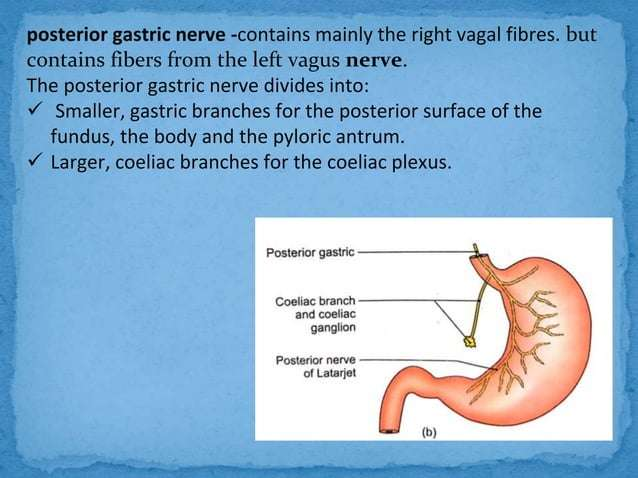 posterior gastric nerve -contains mainly the right vagal fibres. but
contains fibers from the left vagus nerve.
The posterior gastric nerve divides into:
✓ Smaller, gastric branches for the posterior surface of the
fundus, the body and the pyloric antrum.
✓ Larger, coeliac branches for the coeliac plexus.
Posterior gastric
Coeliac branch
and coeliac
ganglion
Posterior nerve
of Latarjet
(b)